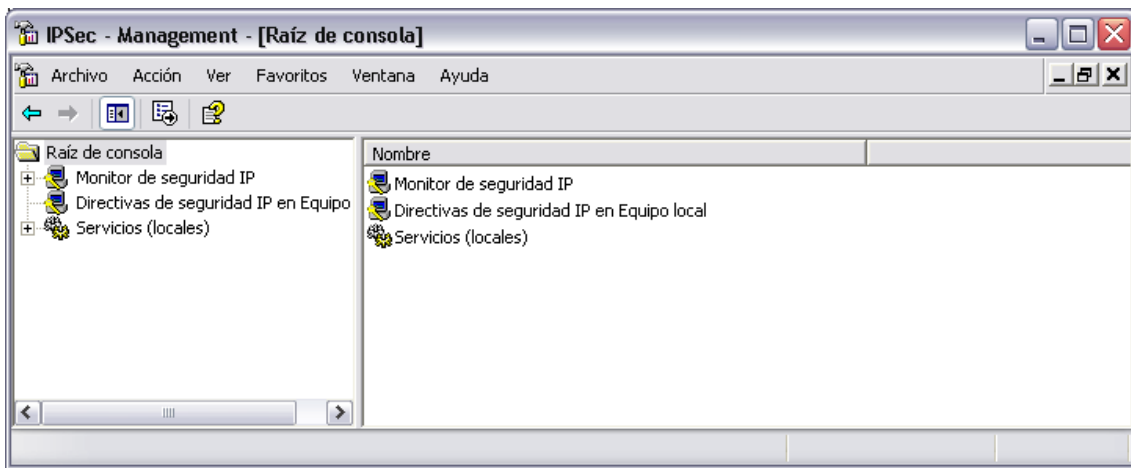 IPSec - Management - [Raíz de consola]
Archivo Acción Ver Favoritos Ventana Ayuda
Raíz de consola
Monitor de seguridad IP
Directivas de seguridad IP en Equipo
Servicios (locales)
Nombre
Monitor de seguridad IP
Directivas de seguridad IP en Equipo local
Servicios (locales)